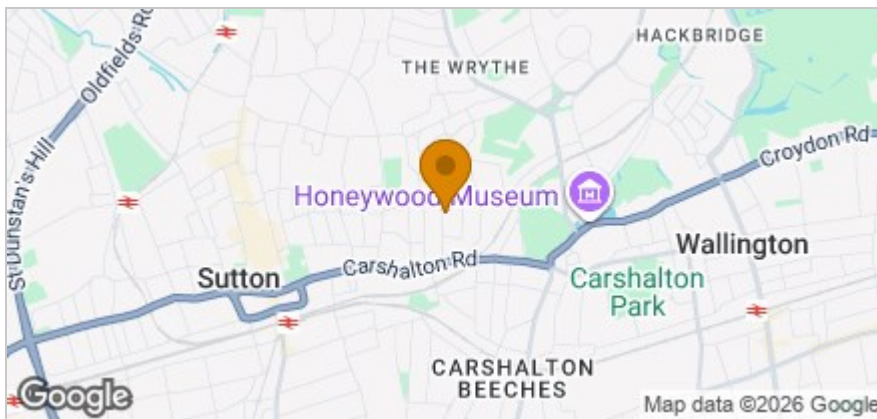 Oldfields Ro
HACKBRIDGE
THE WRYTHE
St Dunstan's Hill
Croydon Rd
Honeywood Museum
Wallington
Carshalton Rd
Sutton
Carshalton
Park
CARSHALTON
BEECHES
Google
Map data ©2026 Google